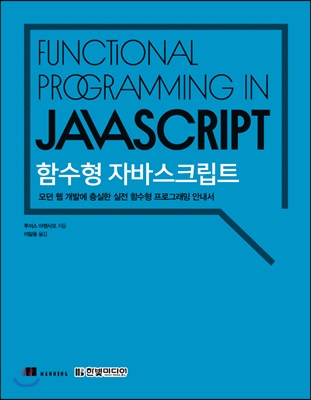 FUNCTIONAL
PROGRAMMING IN
JAVASCRIPT
함수형 자바스크립트
모던 웹 개발에 충실한 실전 함수형 프로그래밍 안내서
루이스 아텐시오 지음
이일웅 옮김
MANNING
한빛미디어